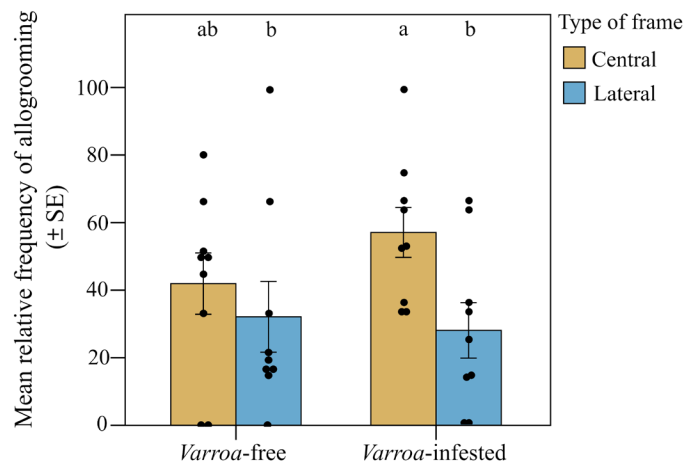 ab b a b
Type of frame
Central
Lateral
Mean relative frequency of allogrooming
(± SE)
100
80
60
40
20
0
Varroa-free Varroa-infested